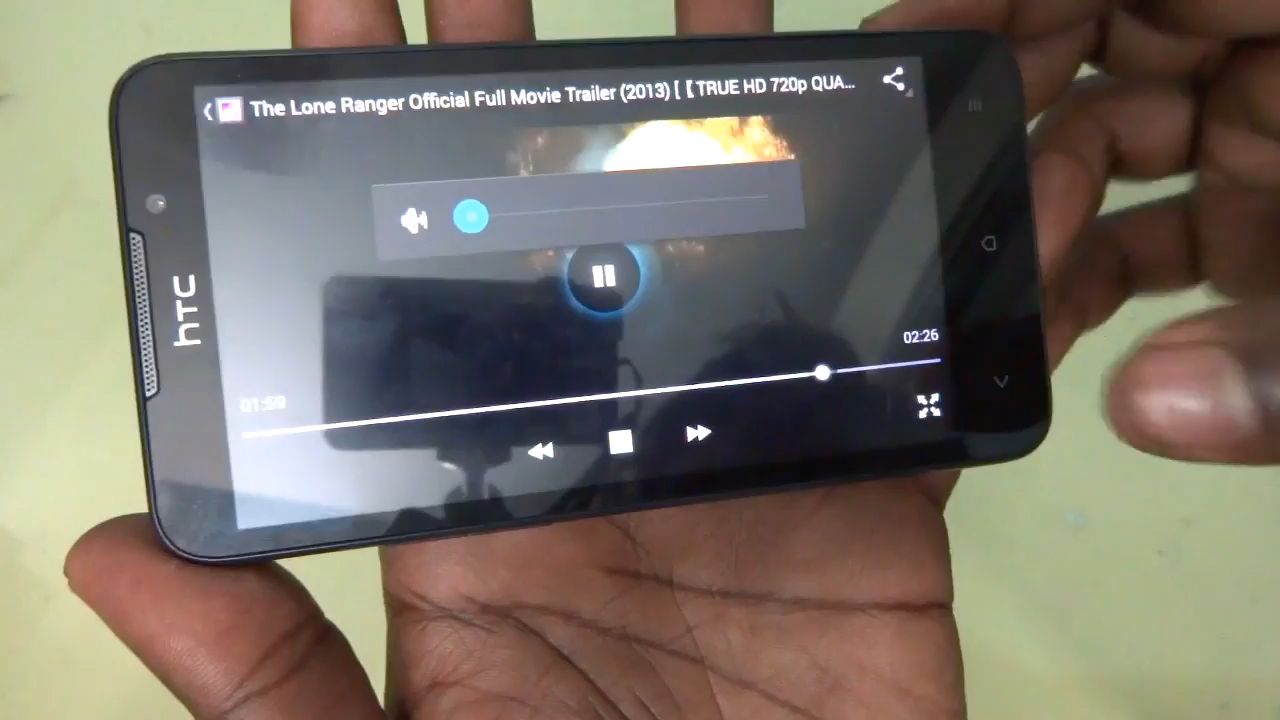 The Lone Ranger Official Full Movie Trailer (2013) [ 【TRUE HD 720p QUA...
hTC
02:26
01:59